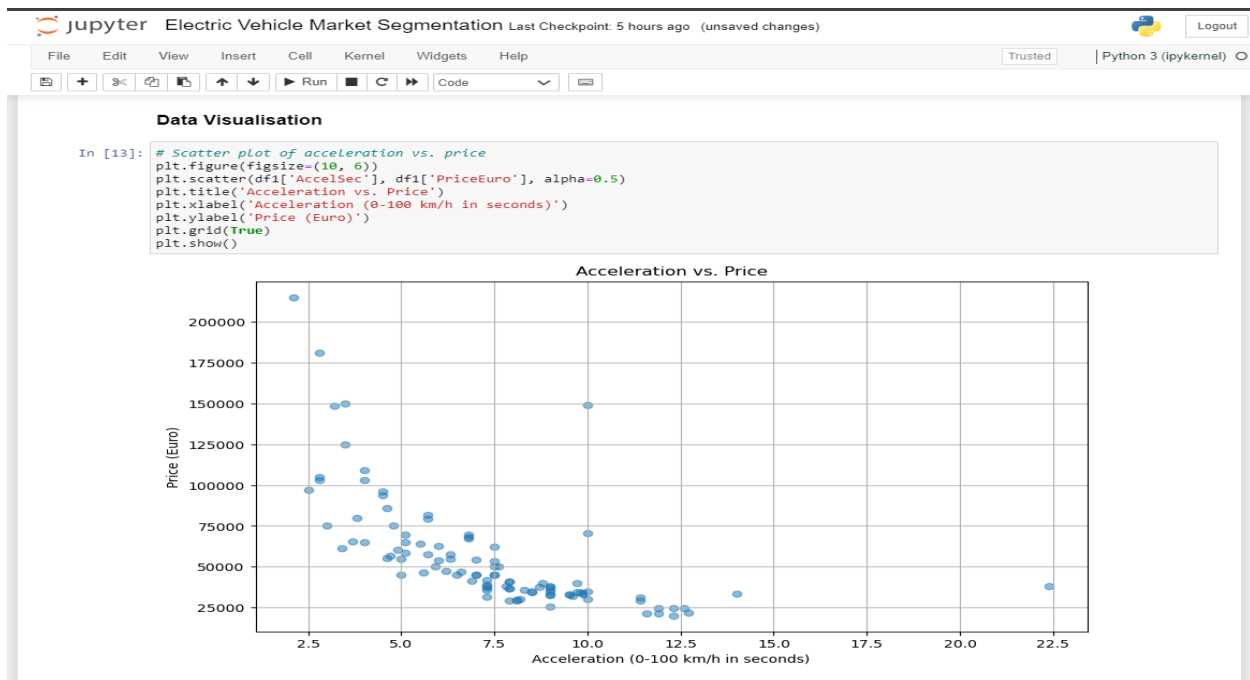 jupyter Electric Vehicle Market Segmentation Last Checkpoint: 5 hours ago (unsaved changes) Logout
File Edit View Insert Cell Kernel Widgets Help Trusted Python 3 (ipykernel)
Run Code
Data Visualisation
In [13]: # Scatter plot of acceleration vs. price
plt.figure(figsize=(10, 6))
plt.scatter(df1['AccelSec'], df1['PriceEuro'], alpha=0.5)
plt.title('Acceleration vs. Price')
plt.xlabel('Acceleration (0-100 km/h in seconds)')
plt.ylabel('Price (Euro)')
plt.grid(True)
plt.show()
Acceleration vs. Price
200000
175000
150000
125000
100000
75000
50000
25000
Price (Euro)
2.5 5.0 7.5 10.0 12.5 15.0 17.5 20.0 22.5
Acceleration (0-100 km/h in seconds)